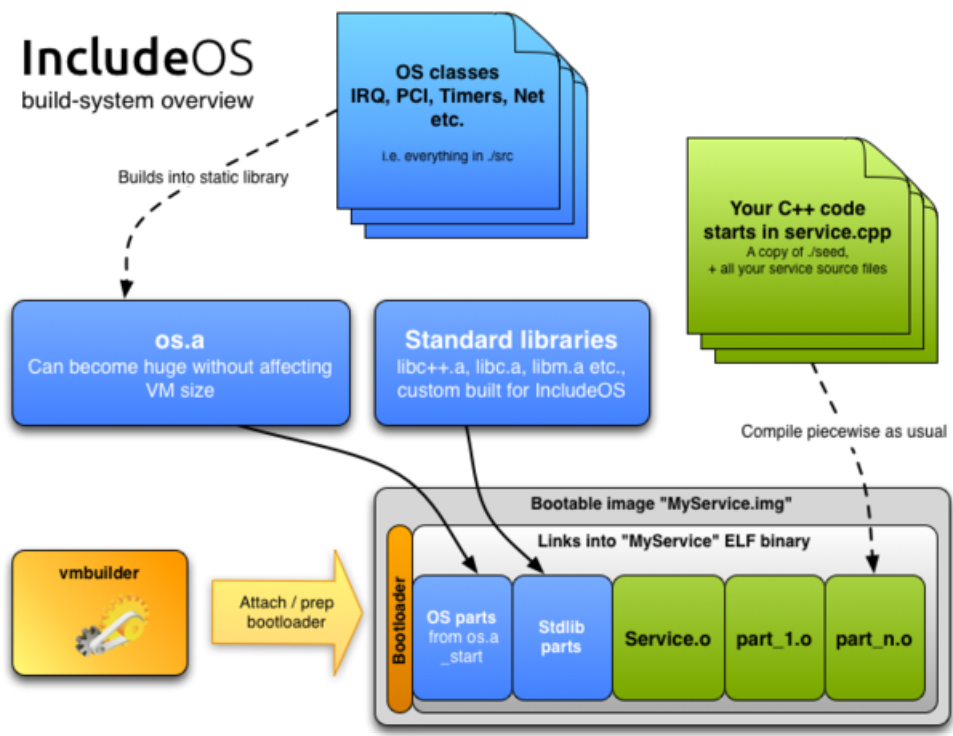 IncludeOS
build-system overview
OS classes
IRQ, PCI, Timers, Net
etc.
i.e. everything in ./src
Builds into static library
Your C++ code
starts in service.cpp
A copy of ./seed,
+ all your service source files
os.a
Can become huge without affecting
VM size
Standard libraries
libc++.a, libc.a, libm.a etc.,
custom built for IncludeOS
Compile piecewise as usual
Bootable image "MyService.img"
Links into "MyService" ELF binary
vmbuilder
Attach / prep
bootloader
Bootloader
OS parts
from os.a
_start
Stdlib
parts
Service.o
part_1.o
part_n.o